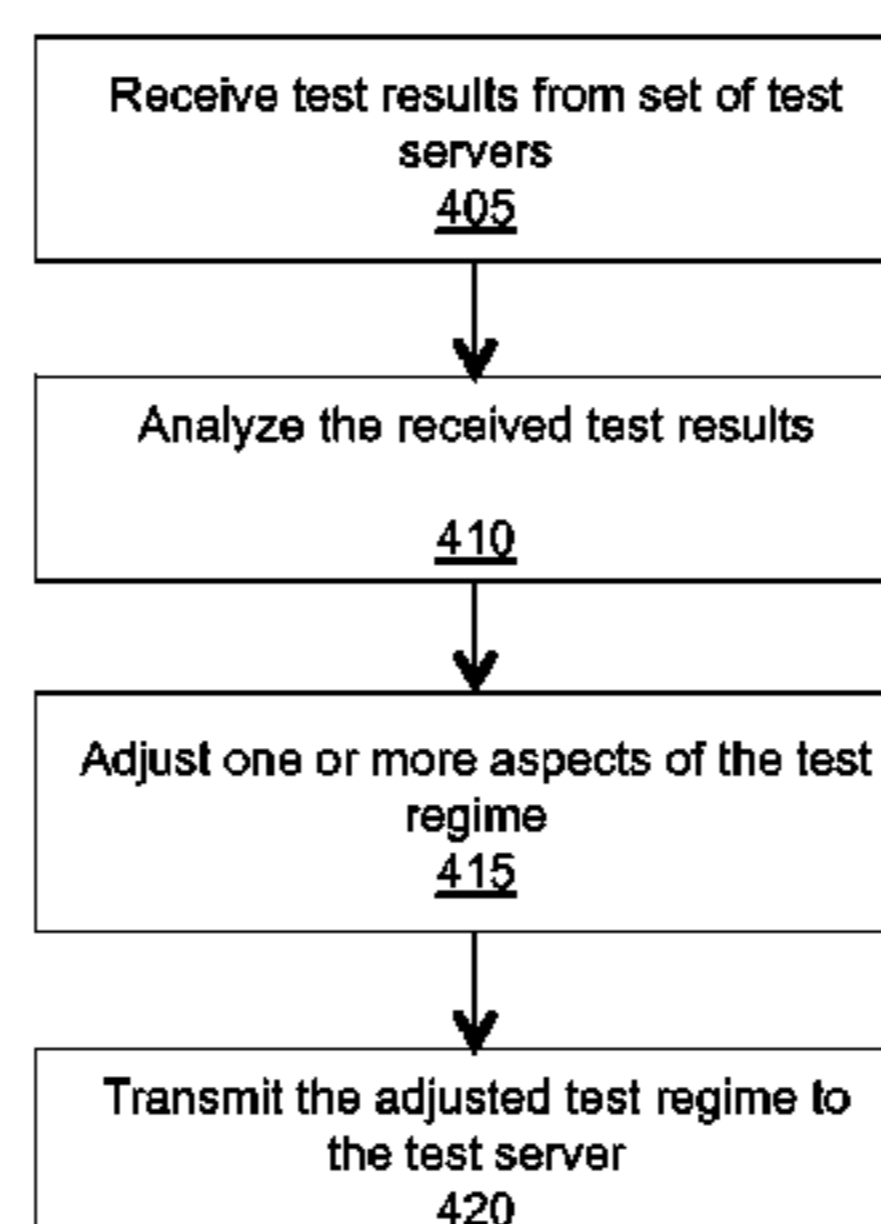 Receive test results from set of test
servers
405
Analyze the received test results
410
Adjust one or more aspects of the test
regime
415
Transmit the adjusted test regime to
the test server
420